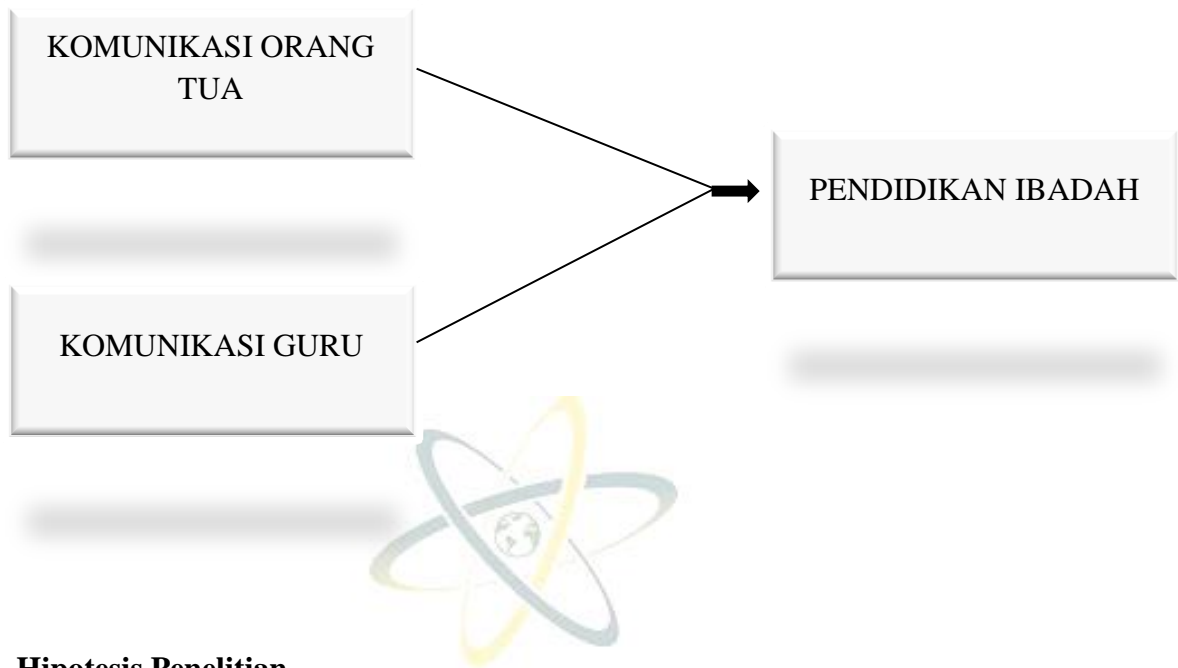 KOMUNIKASI ORANG
TUA
PENDIDIKAN IBADAH
KOMUNIKASI GURU
Hipotesis Penelitian